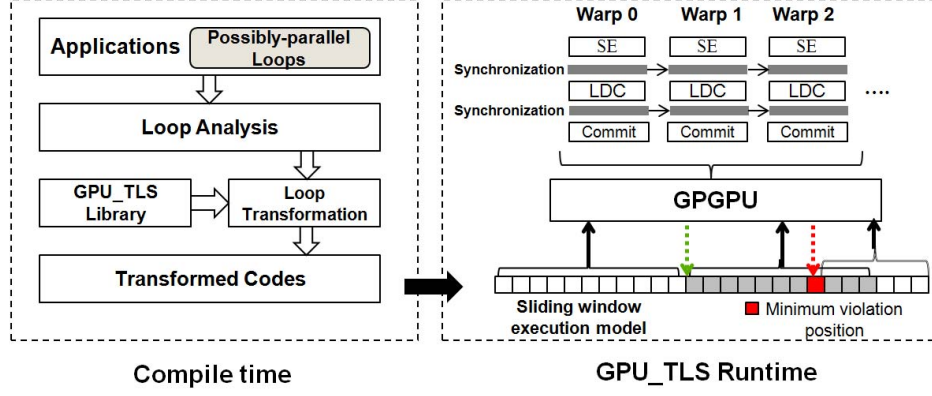 Applications
Possibly-parallel
Loops
Loop Analysis
GPU_TLS
Library
Loop
Transformation
Transformed Codes
Compile time
Warp 0 Warp 1 Warp 2
SE SE SE
Synchronization
LDC LDC LDC ....
Synchronization
Commit Commit Commit
GPGPU
Sliding window
execution model
Minimum violation
position
GPU_TLS Runtime